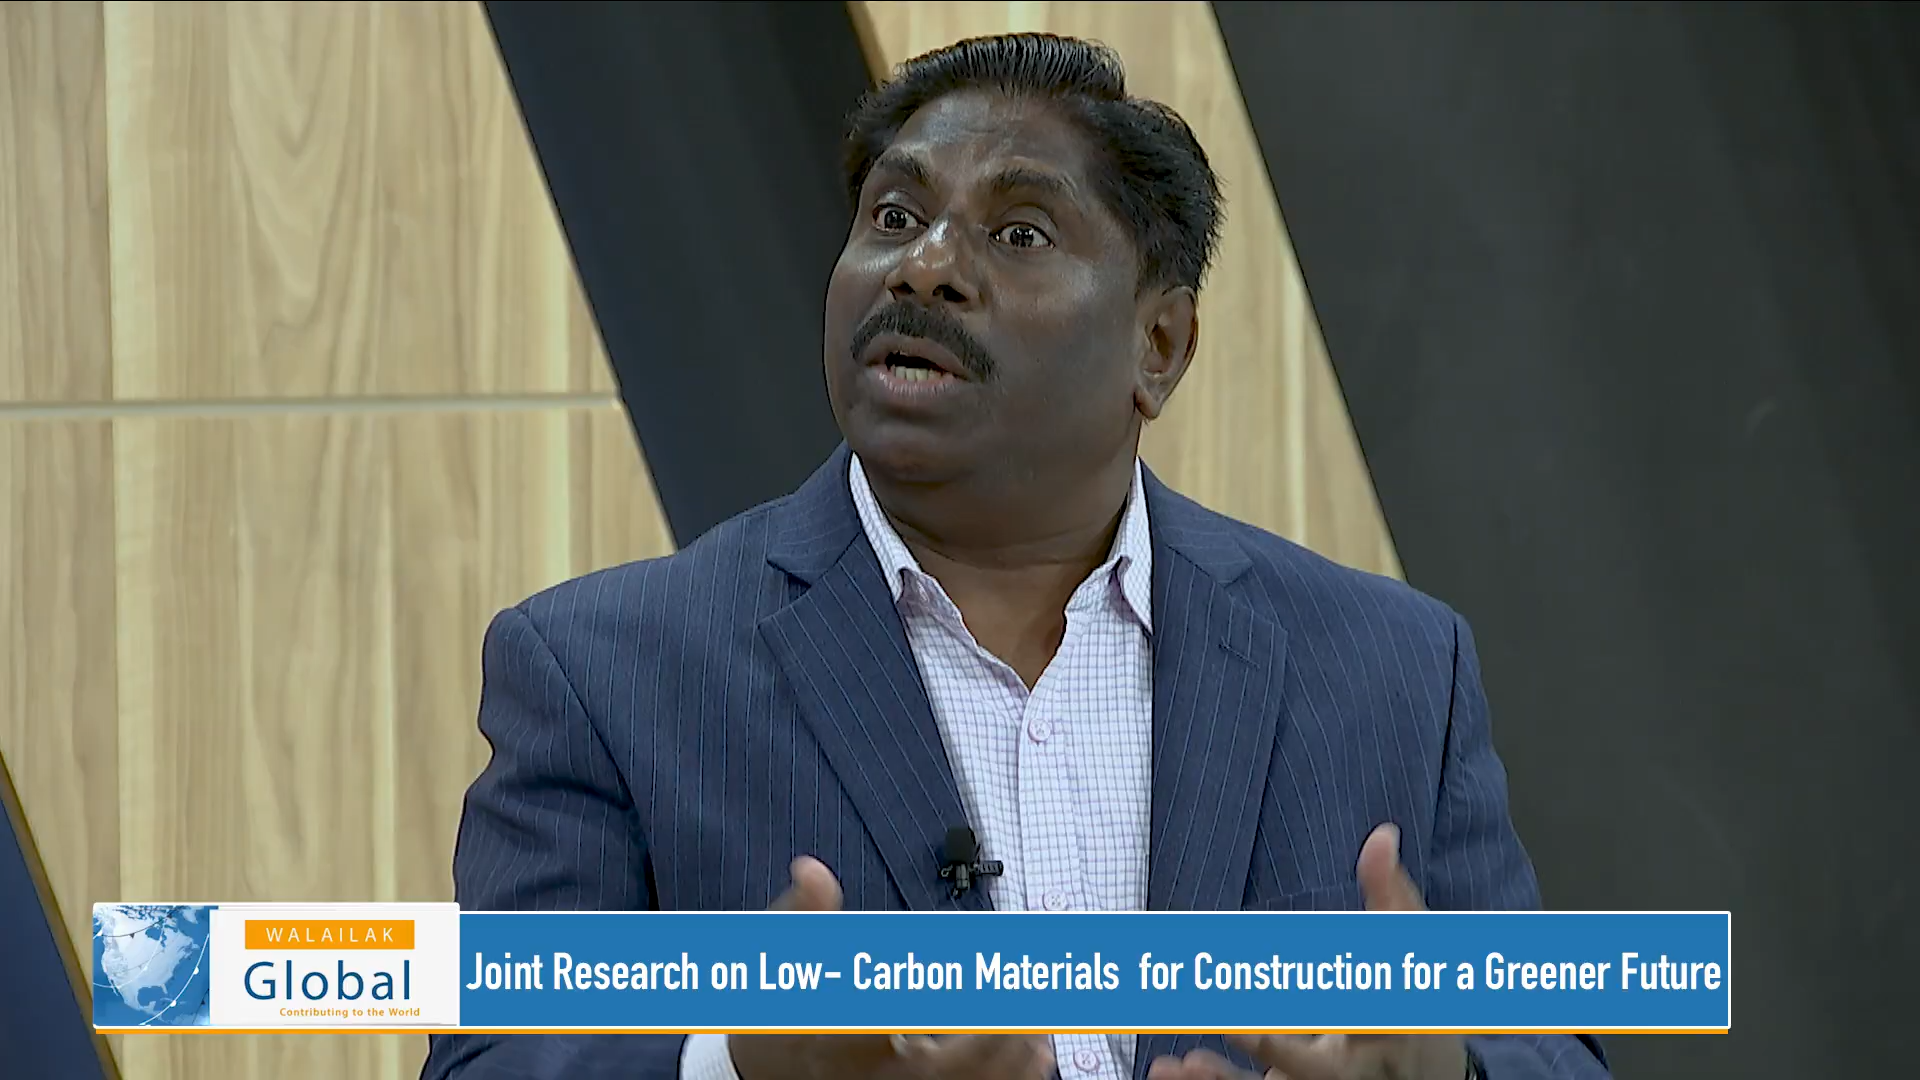 WALAILAK
Global
Contributing to the World
Joint Research on Low- Carbon Materials  for Construction for a Greener Future